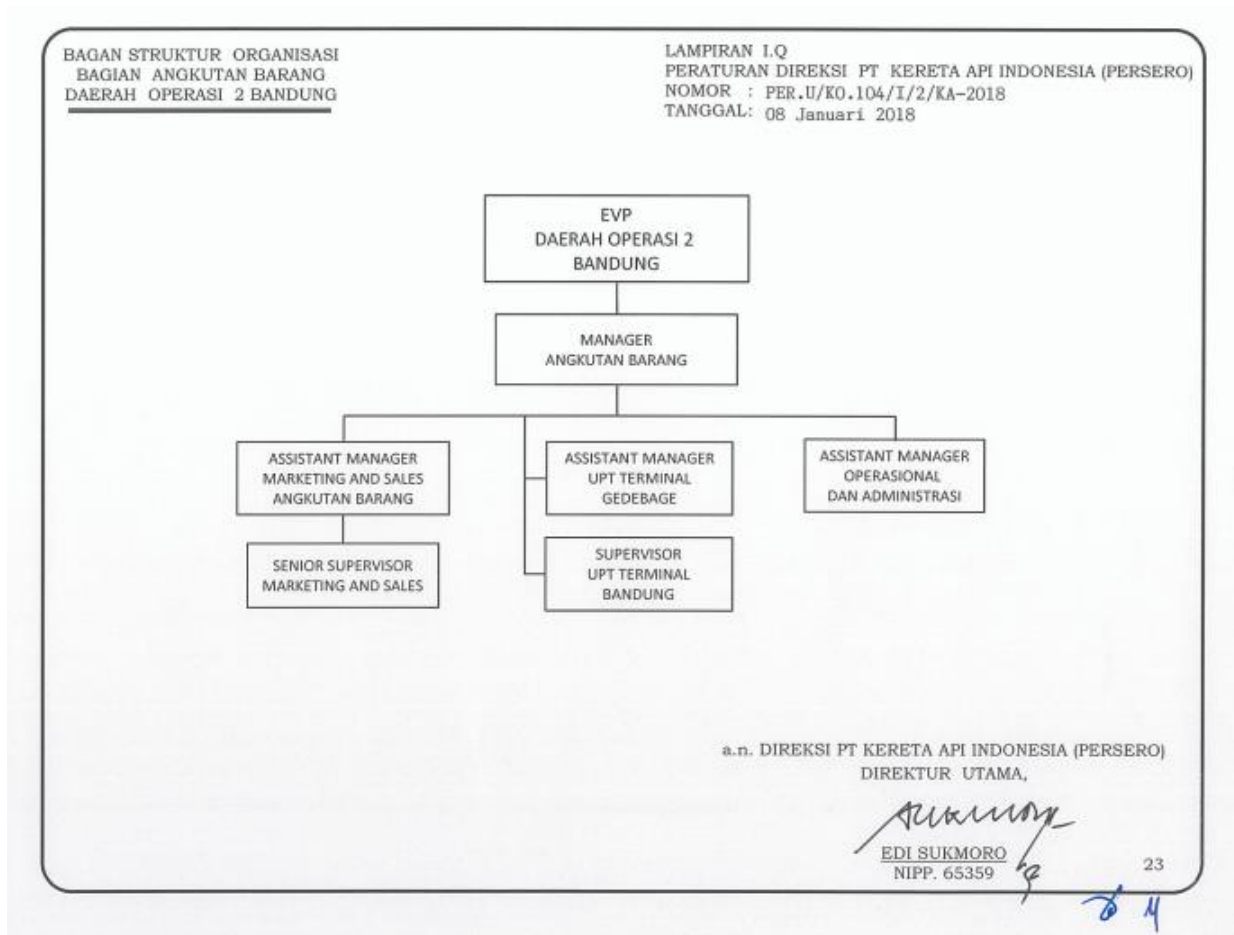 BAGAN STRUKTUR ORGANISASI
BAGIAN ANGKUTAN BARANG
DAERAH OPERASI 2 BANDUNG
LAMPIRAN I.Q
PERATURAN DIREKSI PT KERETA API INDONESIA (PERSERO)
NOMOR : PER.U/KO.104/I/2/KA-2018
TANGGAL: 08 Januari 2018
EVP
DAERAH OPERASI 2
BANDUNG
MANAGER
ANGKUTAN BARANG
ASSISTANT MANAGER
MARKETING AND SALES
ANGKUTAN BARANG
SENIOR SUPERVISOR
MARKETING AND SALES
ASSISTANT MANAGER
UPT TERMINAL
GEDEBAGE
SUPERVISOR
UPT TERMINAL
BANDUNG
ASSISTANT MANAGER
OPERASIONAL
DAN ADMINISTRASI
a.n. DIREKSI PT KERETA API INDONESIA (PERSERO)
DIREKTUR UTAMA,
EDI SUKMORO
NIPP. 65359
23